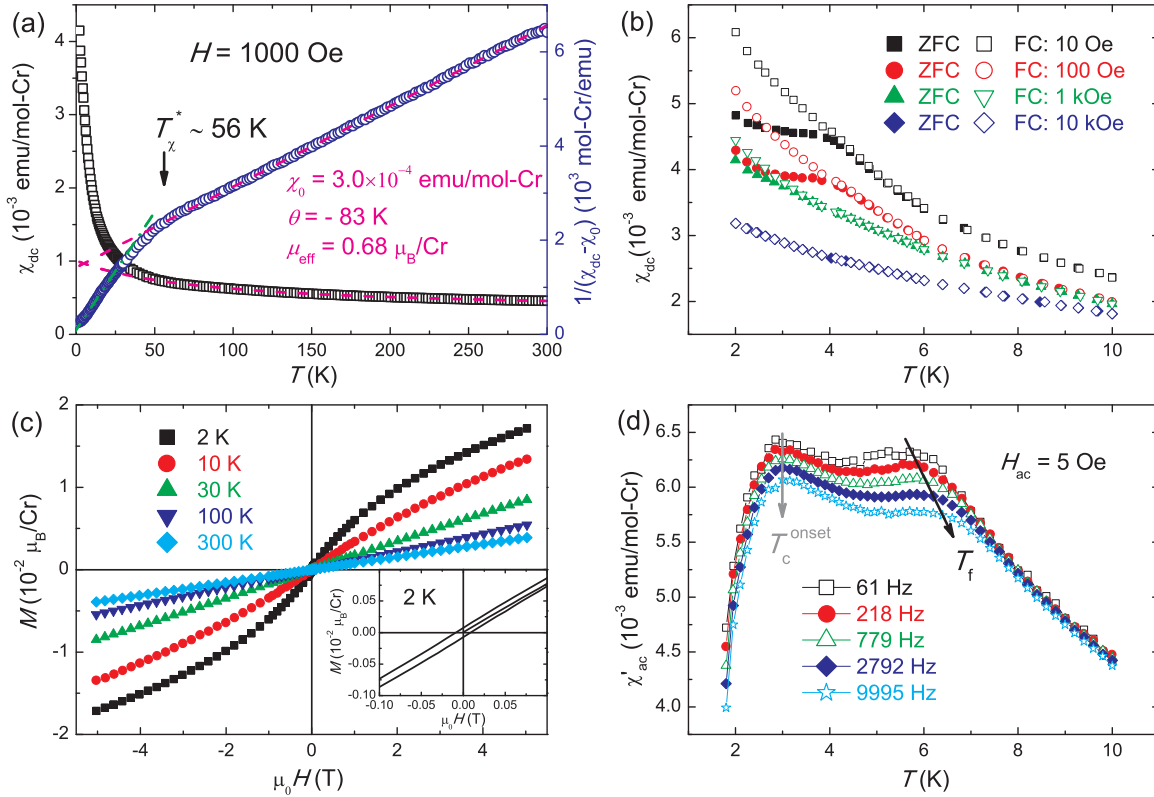 (a)
H = 1000 Oe
T*χ ~ 56 K
χ0 = 3.0×10⁻⁴ emu/mol-Cr
θ = - 83 K
μeff = 0.68 μB/Cr
χdc (10⁻³ emu/mol-Cr)
1/(χdc-χ0) (10³ mol-Cr/emu)
4
3
2
1
0
6
4
2
0
0 50 100 150 200 250 300
T (K)
(b)
ZFC FC: 10 Oe
ZFC FC: 100 Oe
ZFC FC: 1 kOe
ZFC FC: 10 kOe
χdc (10⁻³ emu/mol-Cr)
6
5
4
3
2
2 4 6 8 10
T (K)
(c)
2 K
10 K
30 K
100 K
300 K
M (10⁻² μB/Cr)
2
1
0
-1
-2
-4 -2 0 2 4
μ0H (T)
2 K
M (10⁻² μB/Cr)
0.05
0.00
-0.05
-0.10
-0.10 -0.05 0.00 0.05
μ0H (T)
(d)
Hac = 5 Oe
Tc onset
Tf
61 Hz
218 Hz
779 Hz
2792 Hz
9995 Hz
χ'ac (10⁻³ emu/mol-Cr)
6.5
6.0
5.5
5.0
4.5
4.0
2 4 6 8 10
T (K)